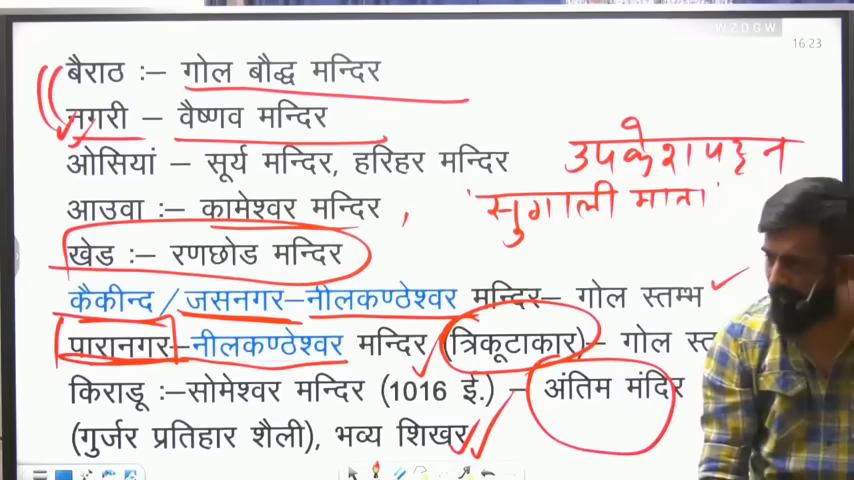 WZDGW
16:23
बैराठ :– गोल बौद्ध मन्दिर
नगरी – वैष्णव मन्दिर
ओसियां – सूर्य मन्दिर, हरिहर मन्दिर
उपकेशपट्टन
आउवा :– कामेश्वर मन्दिर ,
'सुगाली माता'
खेड :– रणछोड मन्दिर
कैकीन्द / जसनगर–नीलकण्ठेश्वर मन्दिर– गोल स्तम्भ
पारानगर–नीलकण्ठेश्वर मन्दिर (त्रिकूटाकार)– गोल
किराडू :–सोमेश्वर मन्दिर (1016 ई.) – अंतिम मंदिर
(गुर्जर प्रतिहार शैली), भव्य शिखर